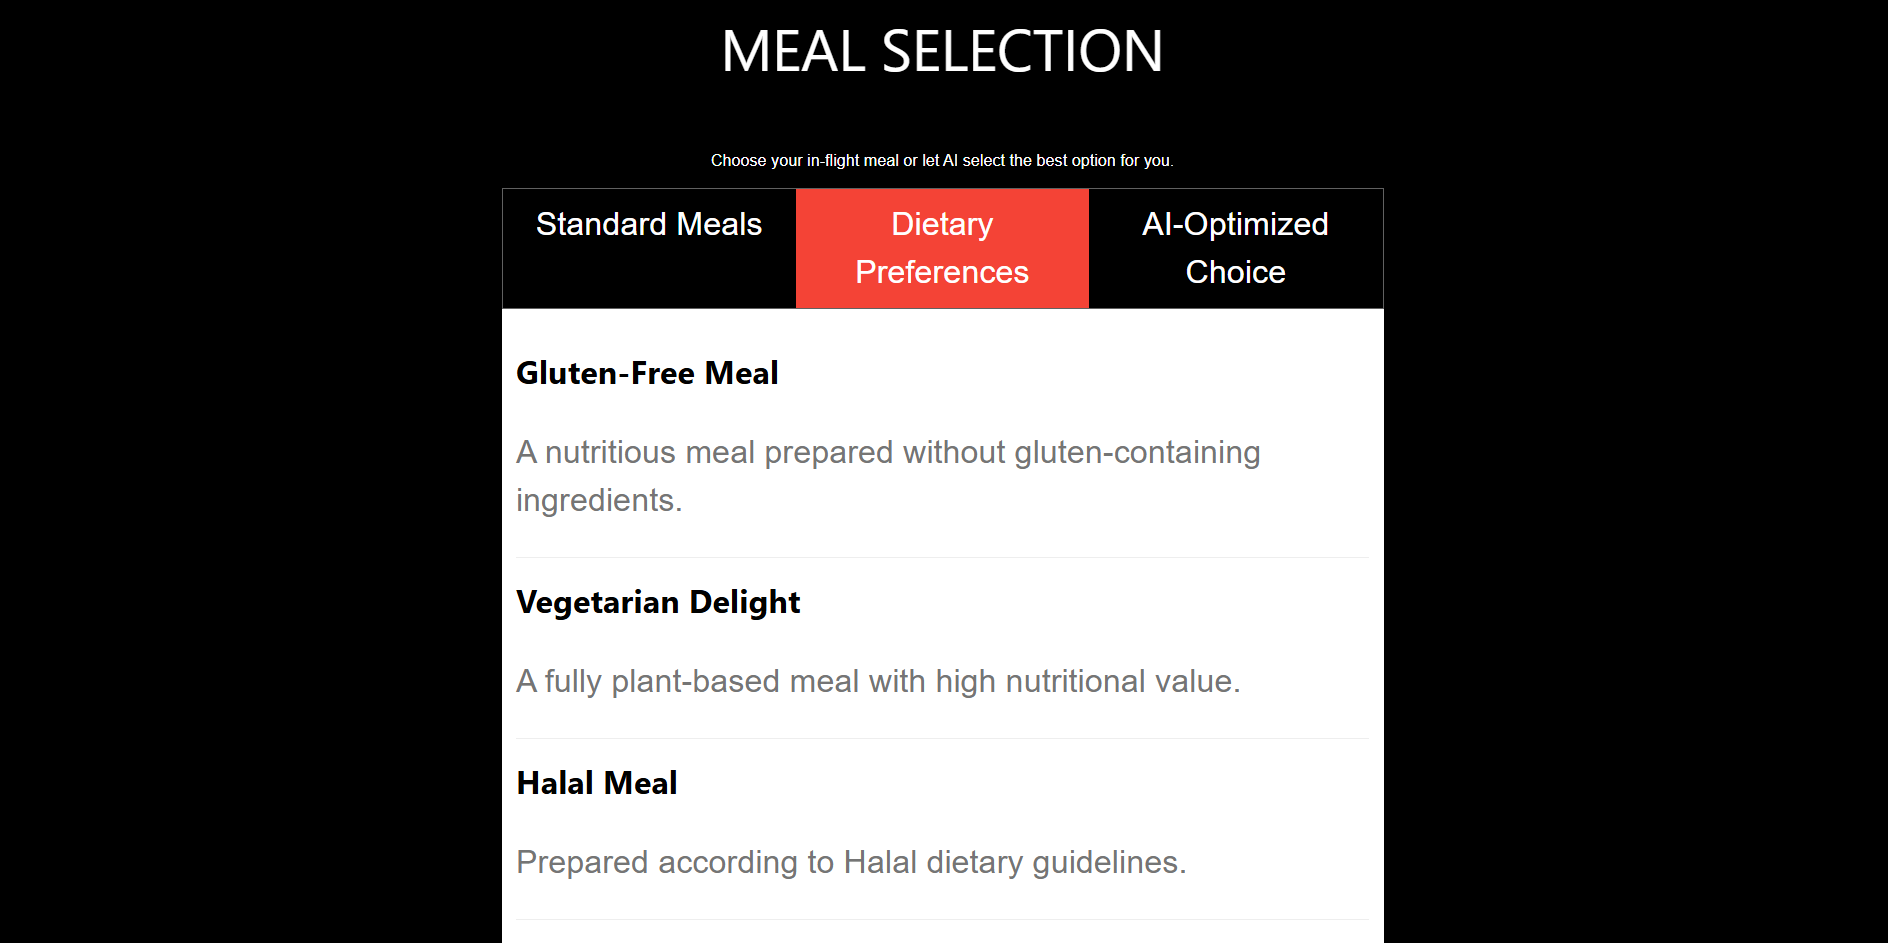 MEAL SELECTION
Choose your in-flight meal or let AI select the best option for you.
Standard Meals
Dietary
Preferences
AI-Optimized
Choice
Gluten-Free Meal
A nutritious meal prepared without gluten-containing
ingredients.
Vegetarian Delight
A fully plant-based meal with high nutritional value.
Halal Meal
Prepared according to Halal dietary guidelines.